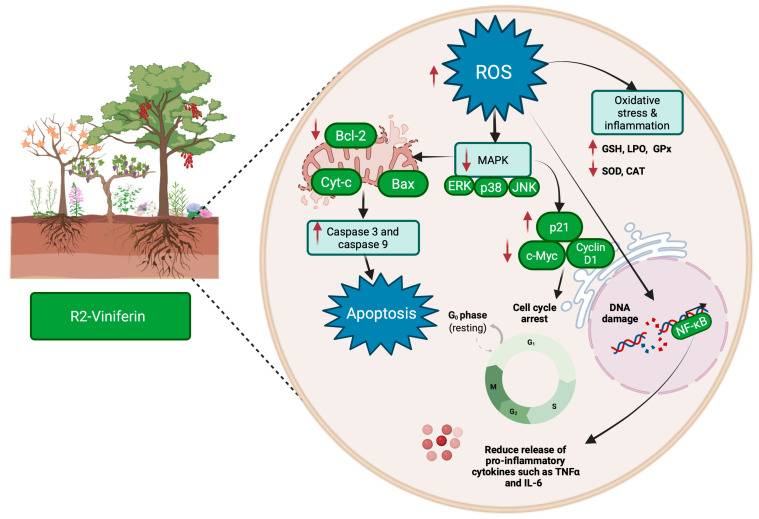 ROS
Oxidative
stress &
inflammation
GSH, LPO, GPx
SOD, CAT
Bcl-2
MAPK
Cyt-c
Bax
ERK
p38
JNK
Caspase 3 and
caspase 9
p21
c-Myc
Cyclin
D1
R2-Viniferin
Apoptosis
G₀ phase
(resting)
Cell cycle
arrest
DNA
damage
NF-κB
G₁
M
G₂
S
Reduce release of
pro-inflammatory
cytokines such as TNFα
and IL-6